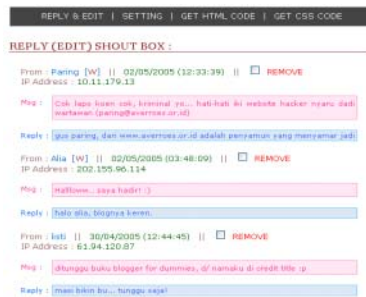 REPLY & EDIT | SETTING | GET HTML CODE | GET CSS CODE
REPLY (EDIT) SHOUT BOX :
From : Paring [W] || 02/05/2005 (12:33:39) || REMOVE
IP Address : 10.11.179.13
Msg : Cok laps koen cok, kriminal yo... hati-hati iki website hacker nyaru dadi
wartawan (paring@averroes.or.id)
Reply : gus paring, dan www.averroes.or.id adalah penyamun yang menyamar jadi
From : Alia [W] || 02/05/2005 (03:48:09) || REMOVE
IP Address : 202.155.96.114
Msg : Hallloww... saya hadir! :)
Reply : halo alia, blognya keren.
From : listi || 30/04/2005 (12:44:45) || REMOVE
IP Address : 61.94.120.87
Msg : ditunggu buku blogger for dummies, d/ namaku di credit title :p
Reply : masi bikin bu... tunggu saja!